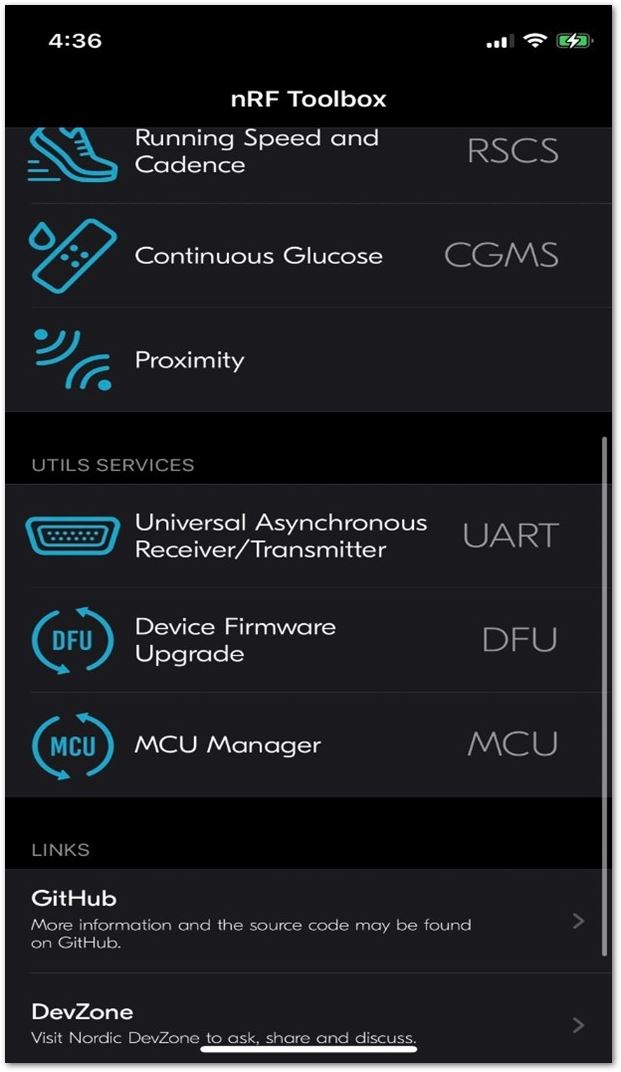 4:36
nRF Toolbox
Running Speed and
Cadence
RSCS
Continuous Glucose
CGMS
Proximity
UTILS SERVICES
Universal Asynchronous
Receiver/Transmitter
UART
DFU
Device Firmware
Upgrade
DFU
MCU
MCU Manager
MCU
LINKS
GitHub
More information and the source code may be found
on GitHub.
DevZone
Visit Nordic DevZone to ask, share and discuss.